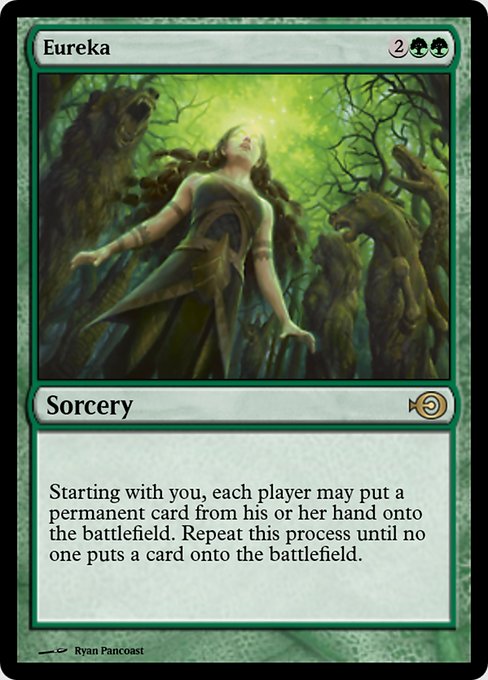 Eureka 2
Sorcery
Starting with you, each player may put a
permanent card from his or her hand onto
the battlefield. Repeat this process until no
one puts a card onto the battlefield.
Ryan Pancoast